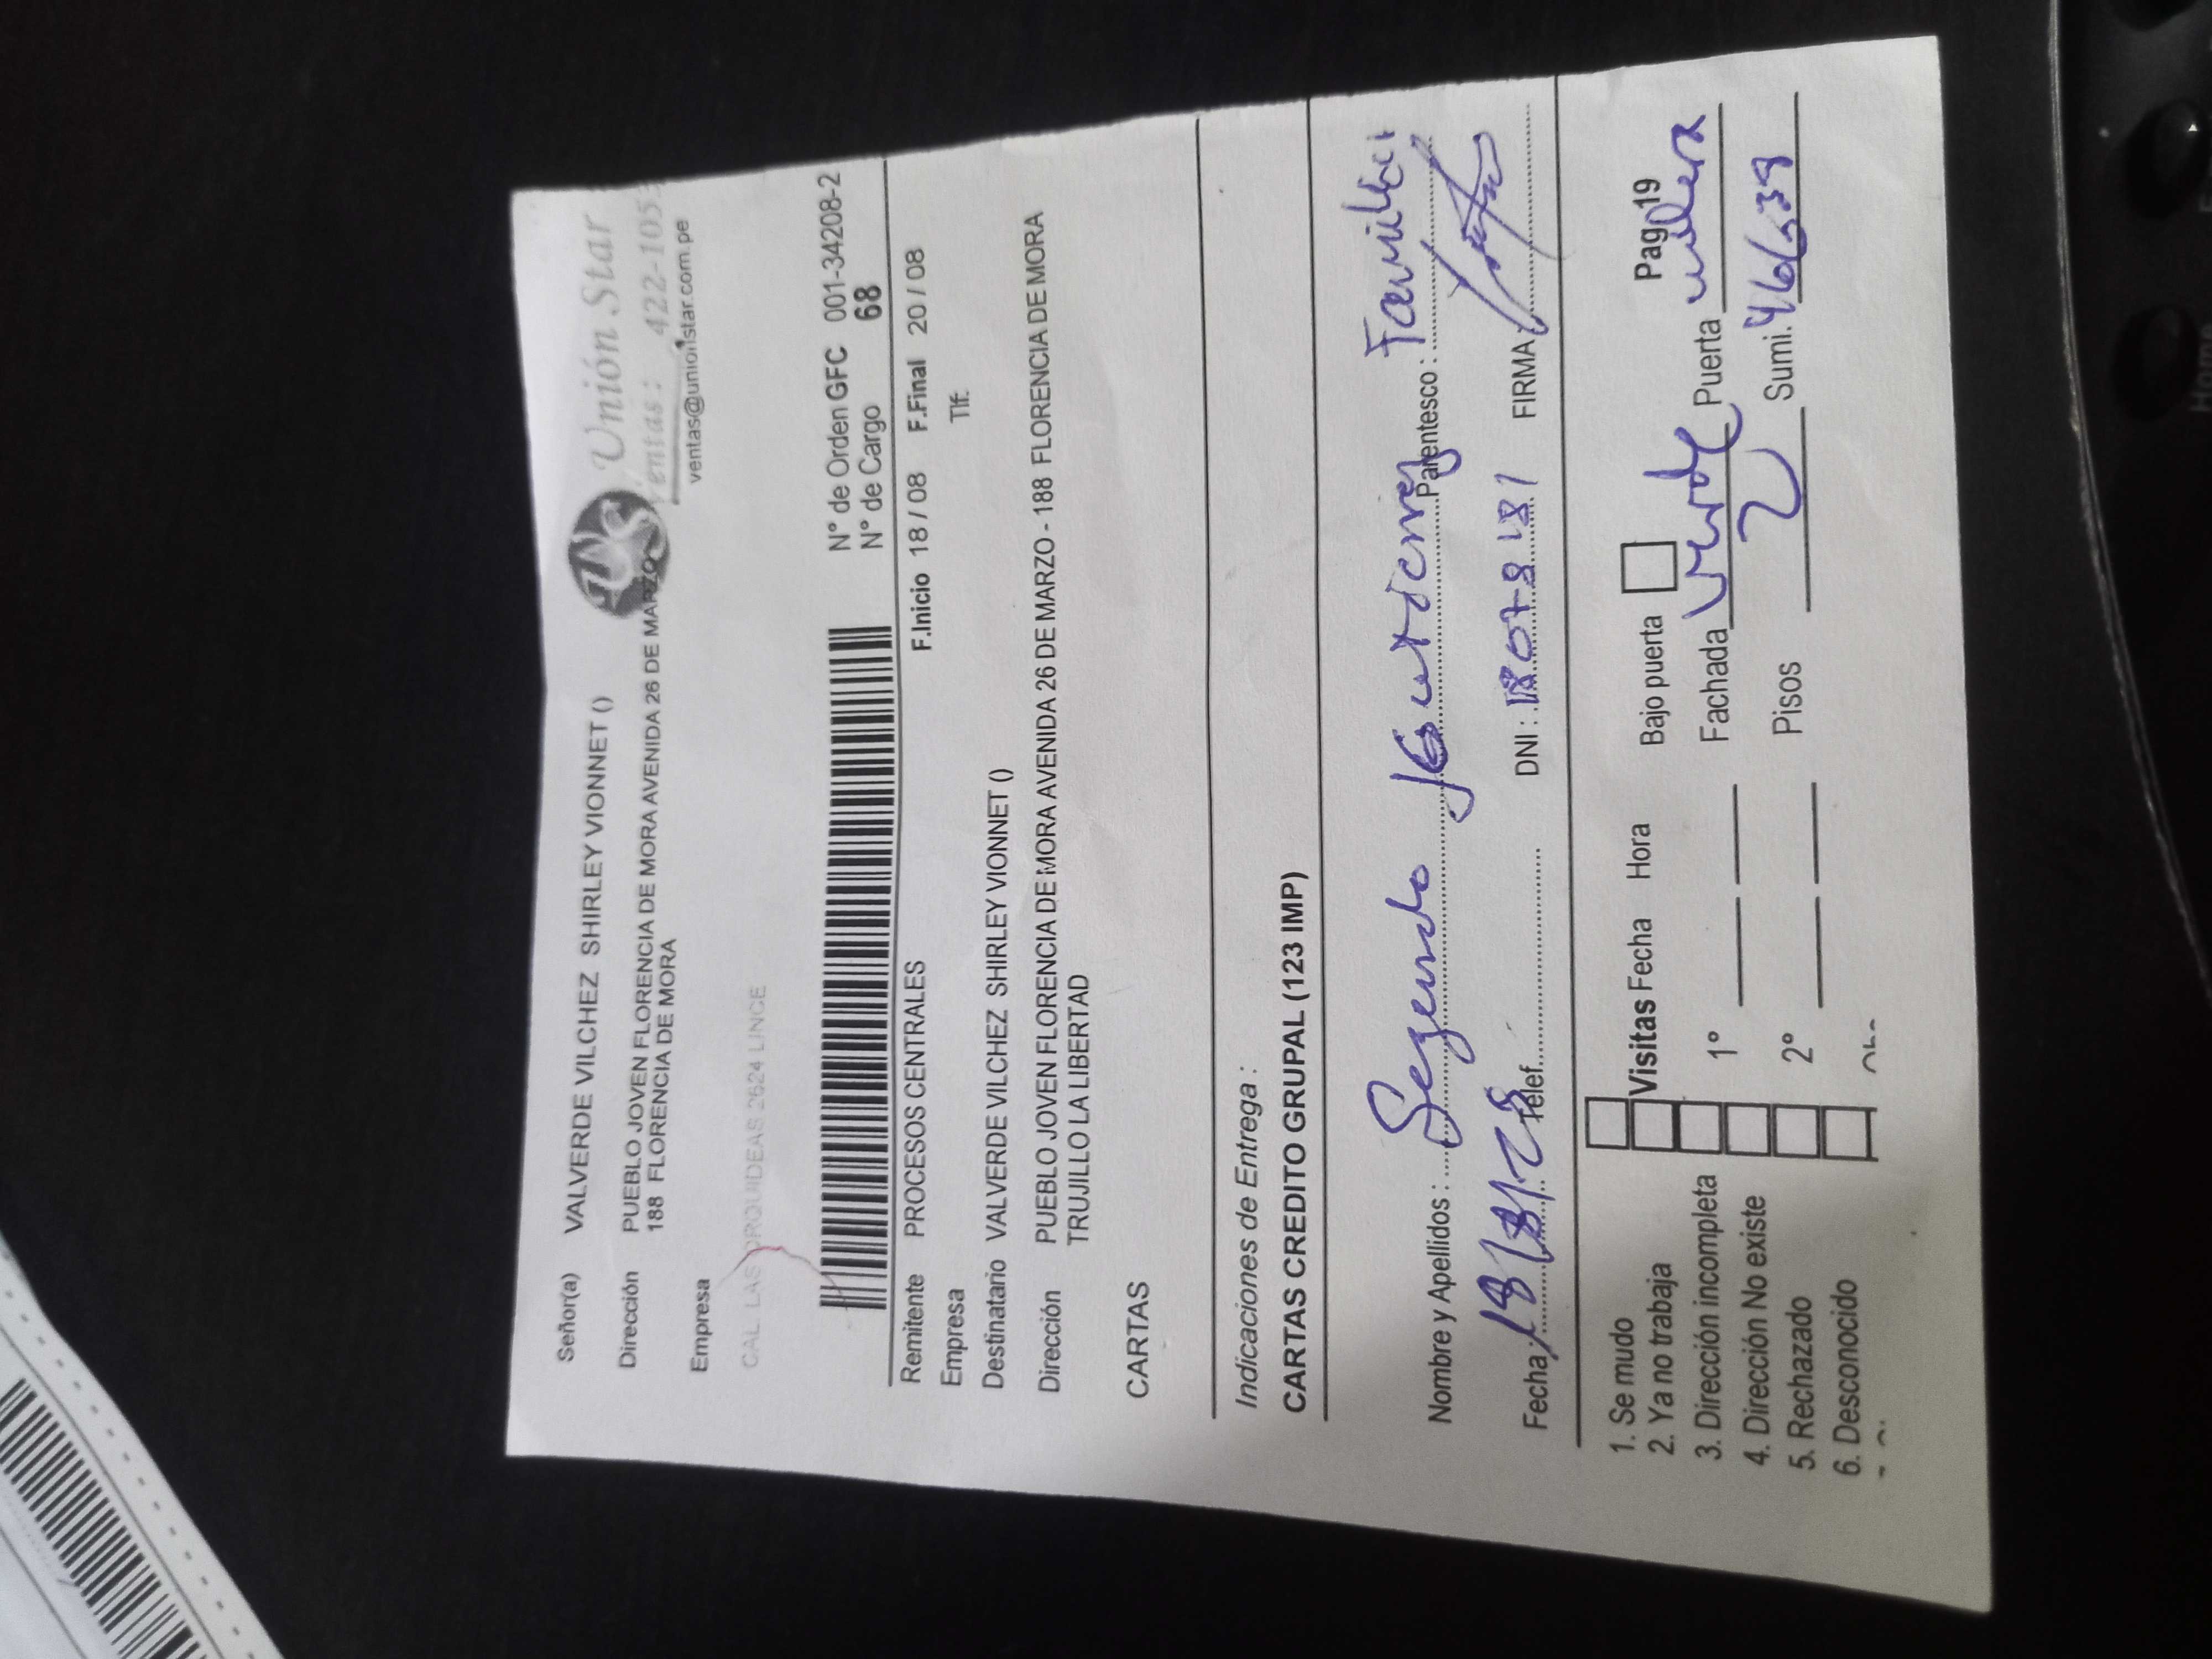 Señor(a) VALVERDE VILCHEZ SHIRLEY VIONNET ()
Unión Star
Dirección PUEBLO JOVEN FLORENCIA DE MORA AVENIDA 26 DE MARZO
188 FLORENCIA DE MORA
Ventas: 422-105
ventas@unionstar.com.pe
Empresa
CAL. LAS ORQUIDEAS 2624 LINCE
N° de Orden GFC 001-34208-2
N° de Cargo 68
Remitente PROCESOS CENTRALES F.Inicio 18 / 08 F.Final 20 / 08
Empresa Tlf.
Destinatario VALVERDE VILCHEZ SHIRLEY VIONNET ()
Dirección PUEBLO JOVEN FLORENCIA DE MORA AVENIDA 26 DE MARZO - 188 FLORENCIA DE MORA
TRUJILLO LA LIBERTAD
CARTAS
Indicaciones de Entrega :
CARTAS CREDITO GRUPAL (123 IMP)
Nombre y Apellidos : Segundo Gutierrez Parentesco : Familiar
Fecha: 18/8/25 Telef. DNI : 18078181 FIRMA
1. Se mudo
2. Ya no trabaja
3. Dirección incompleta
4. Dirección No existe
5. Rechazado
6. Desconocido
Visitas Fecha Hora
1°
2°
Bajo puerta Pag 19
Fachada verde Puerta
Pisos 2 Sumi. 46639